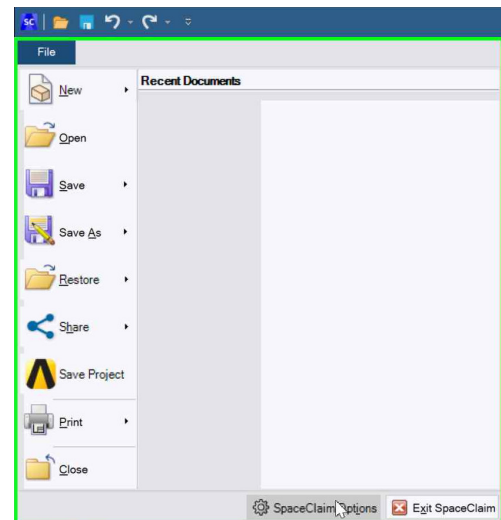 SC
File
Recent Documents
New
Open
Save
Save As
Restore
Share
Save Project
Print
Close
SpaceClaim Options
Exit SpaceClaim